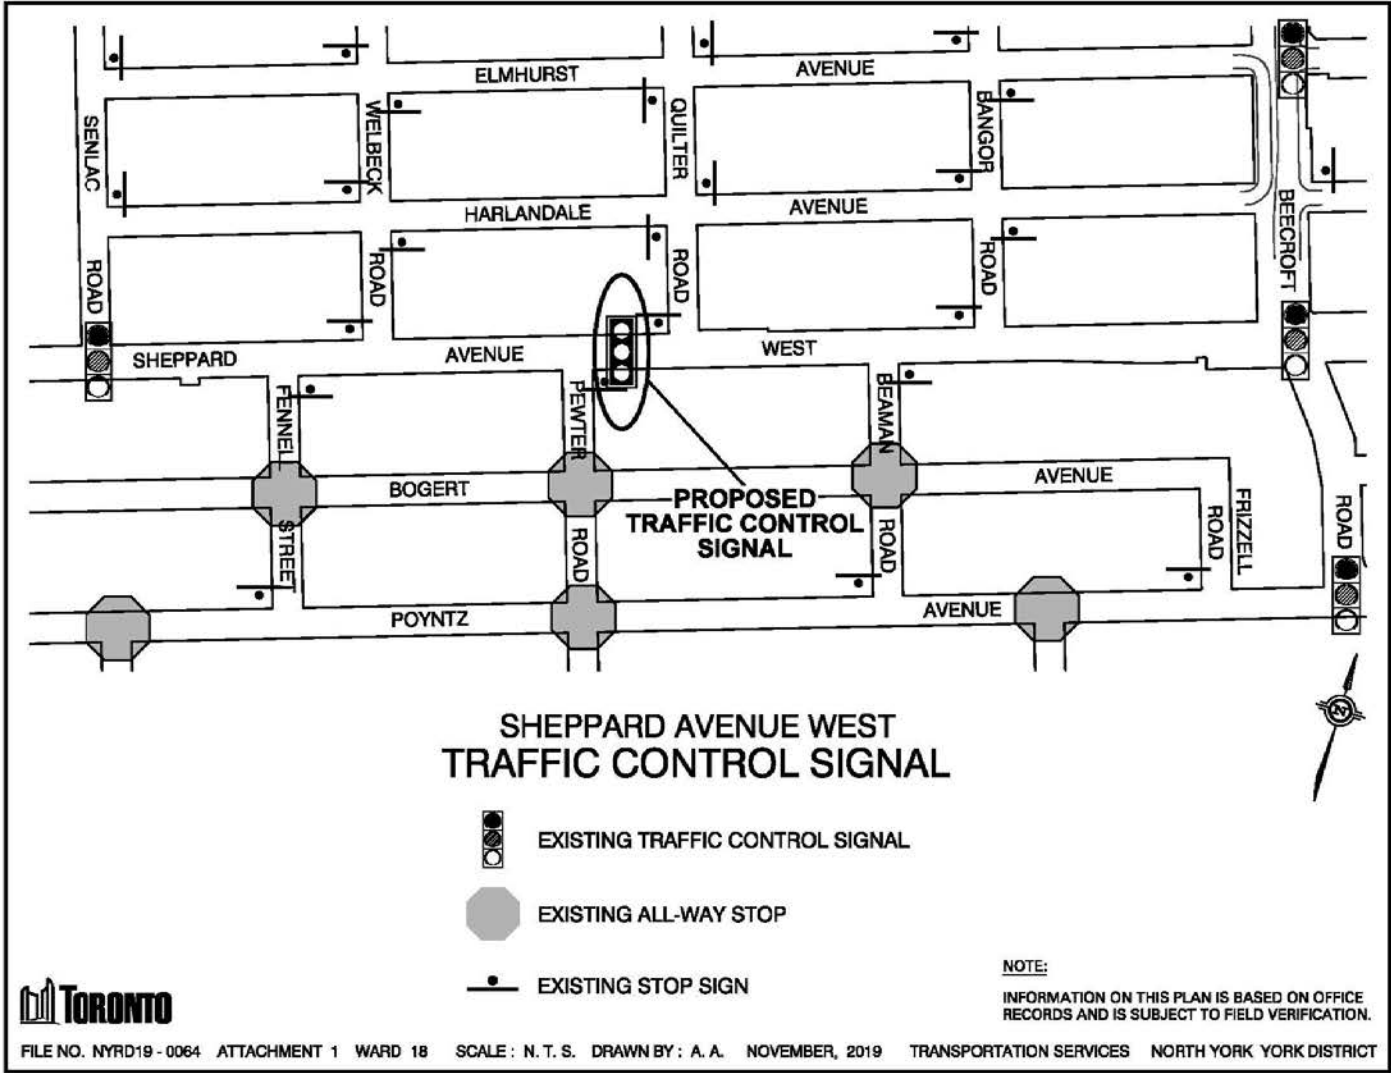 ELMHURST AVENUE
SENLAC
WELBECK
QUILTER
BANGOR
HARLANDALE AVENUE
BEECROFT
ROAD
ROAD
ROAD
ROAD
SHEPPARD AVENUE WEST
FENNEL
PEWTER
BEAMAN
BOGERT AVENUE
PROPOSED
TRAFFIC CONTROL
SIGNAL
STREET
ROAD
ROAD
ROAD
FRIZZELL
ROAD
POYNTZ AVENUE
N
SHEPPARD AVENUE WEST
TRAFFIC CONTROL SIGNAL
EXISTING TRAFFIC CONTROL SIGNAL
EXISTING ALL-WAY STOP
EXISTING STOP SIGN
NOTE:
INFORMATION ON THIS PLAN IS BASED ON OFFICE
RECORDS AND IS SUBJECT TO FIELD VERIFICATION.
TORONTO
FILE NO. NYRD19 - 0064 ATTACHMENT 1 WARD 18 SCALE : N. T. S. DRAWN BY : A. A. NOVEMBER, 2019 TRANSPORTATION SERVICES NORTH YORK YORK DISTRICT